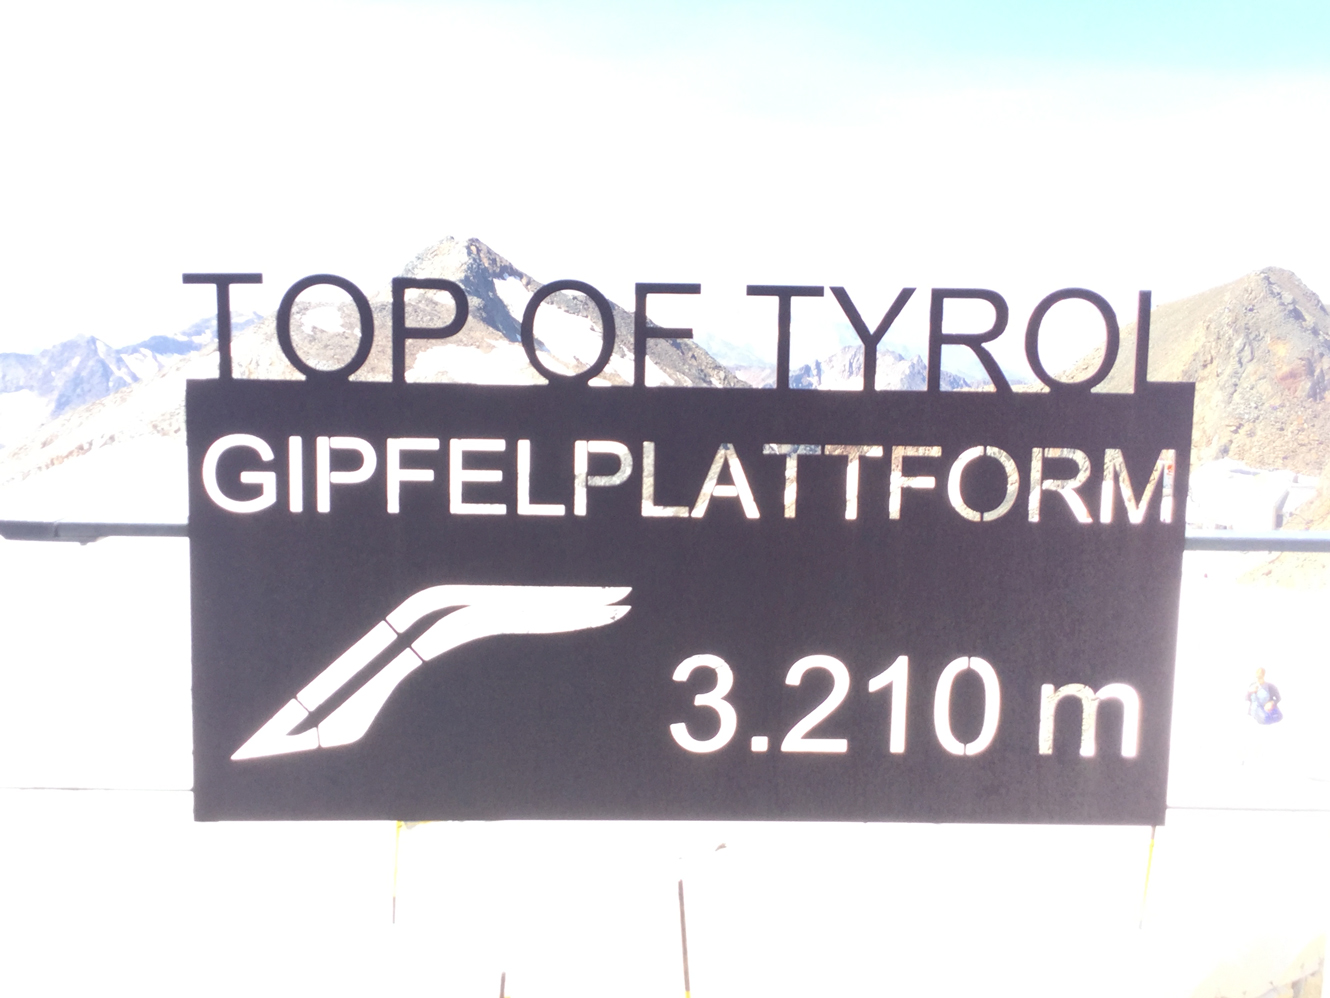 TOP OF TYROL
GIPFELPLATTFORM
3.210 m